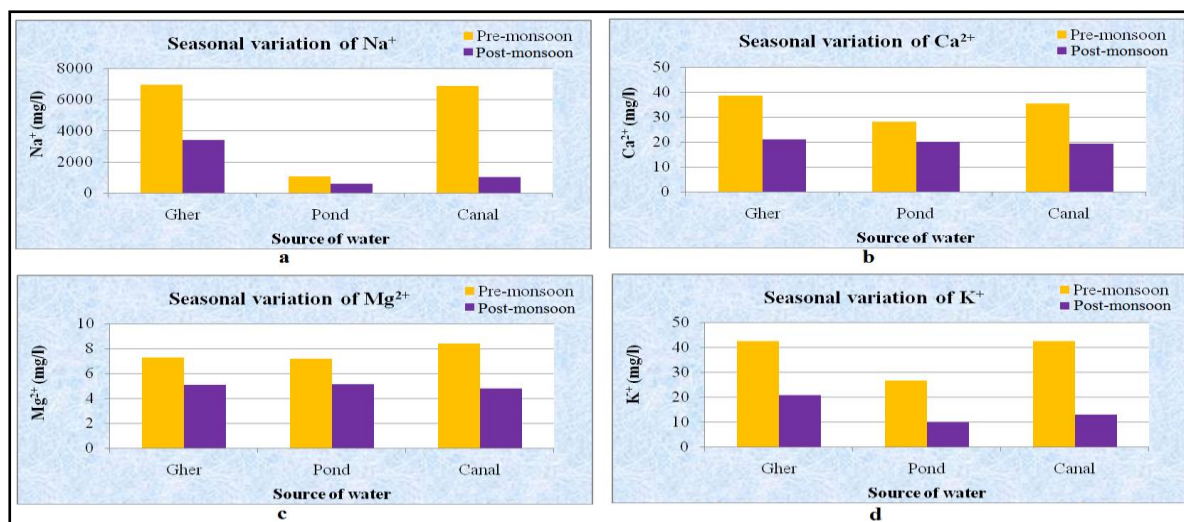 Seasonal variation of Na⁺
Pre-monsoon
Post-monsoon
Na⁺ (mg/l)
8000
6000
4000
2000
0
Gher Pond Canal
Source of water
a
Seasonal variation of Ca²⁺
Pre-monsoon
Post-monsoon
Ca²⁺ (mg/l)
50
40
30
20
10
0
Gher Pond Canal
Source of water
b
Seasonal variation of Mg²⁺
Pre-monsoon
Post-monsoon
Mg²⁺ (mg/l)
10
8
6
4
2
0
Gher Pond Canal
Source of water
c
Seasonal variation of K⁺
Pre-monsoon
Post-monsoon
K⁺ (mg/l)
50
40
30
20
10
0
Gher Pond Canal
Source of water
d